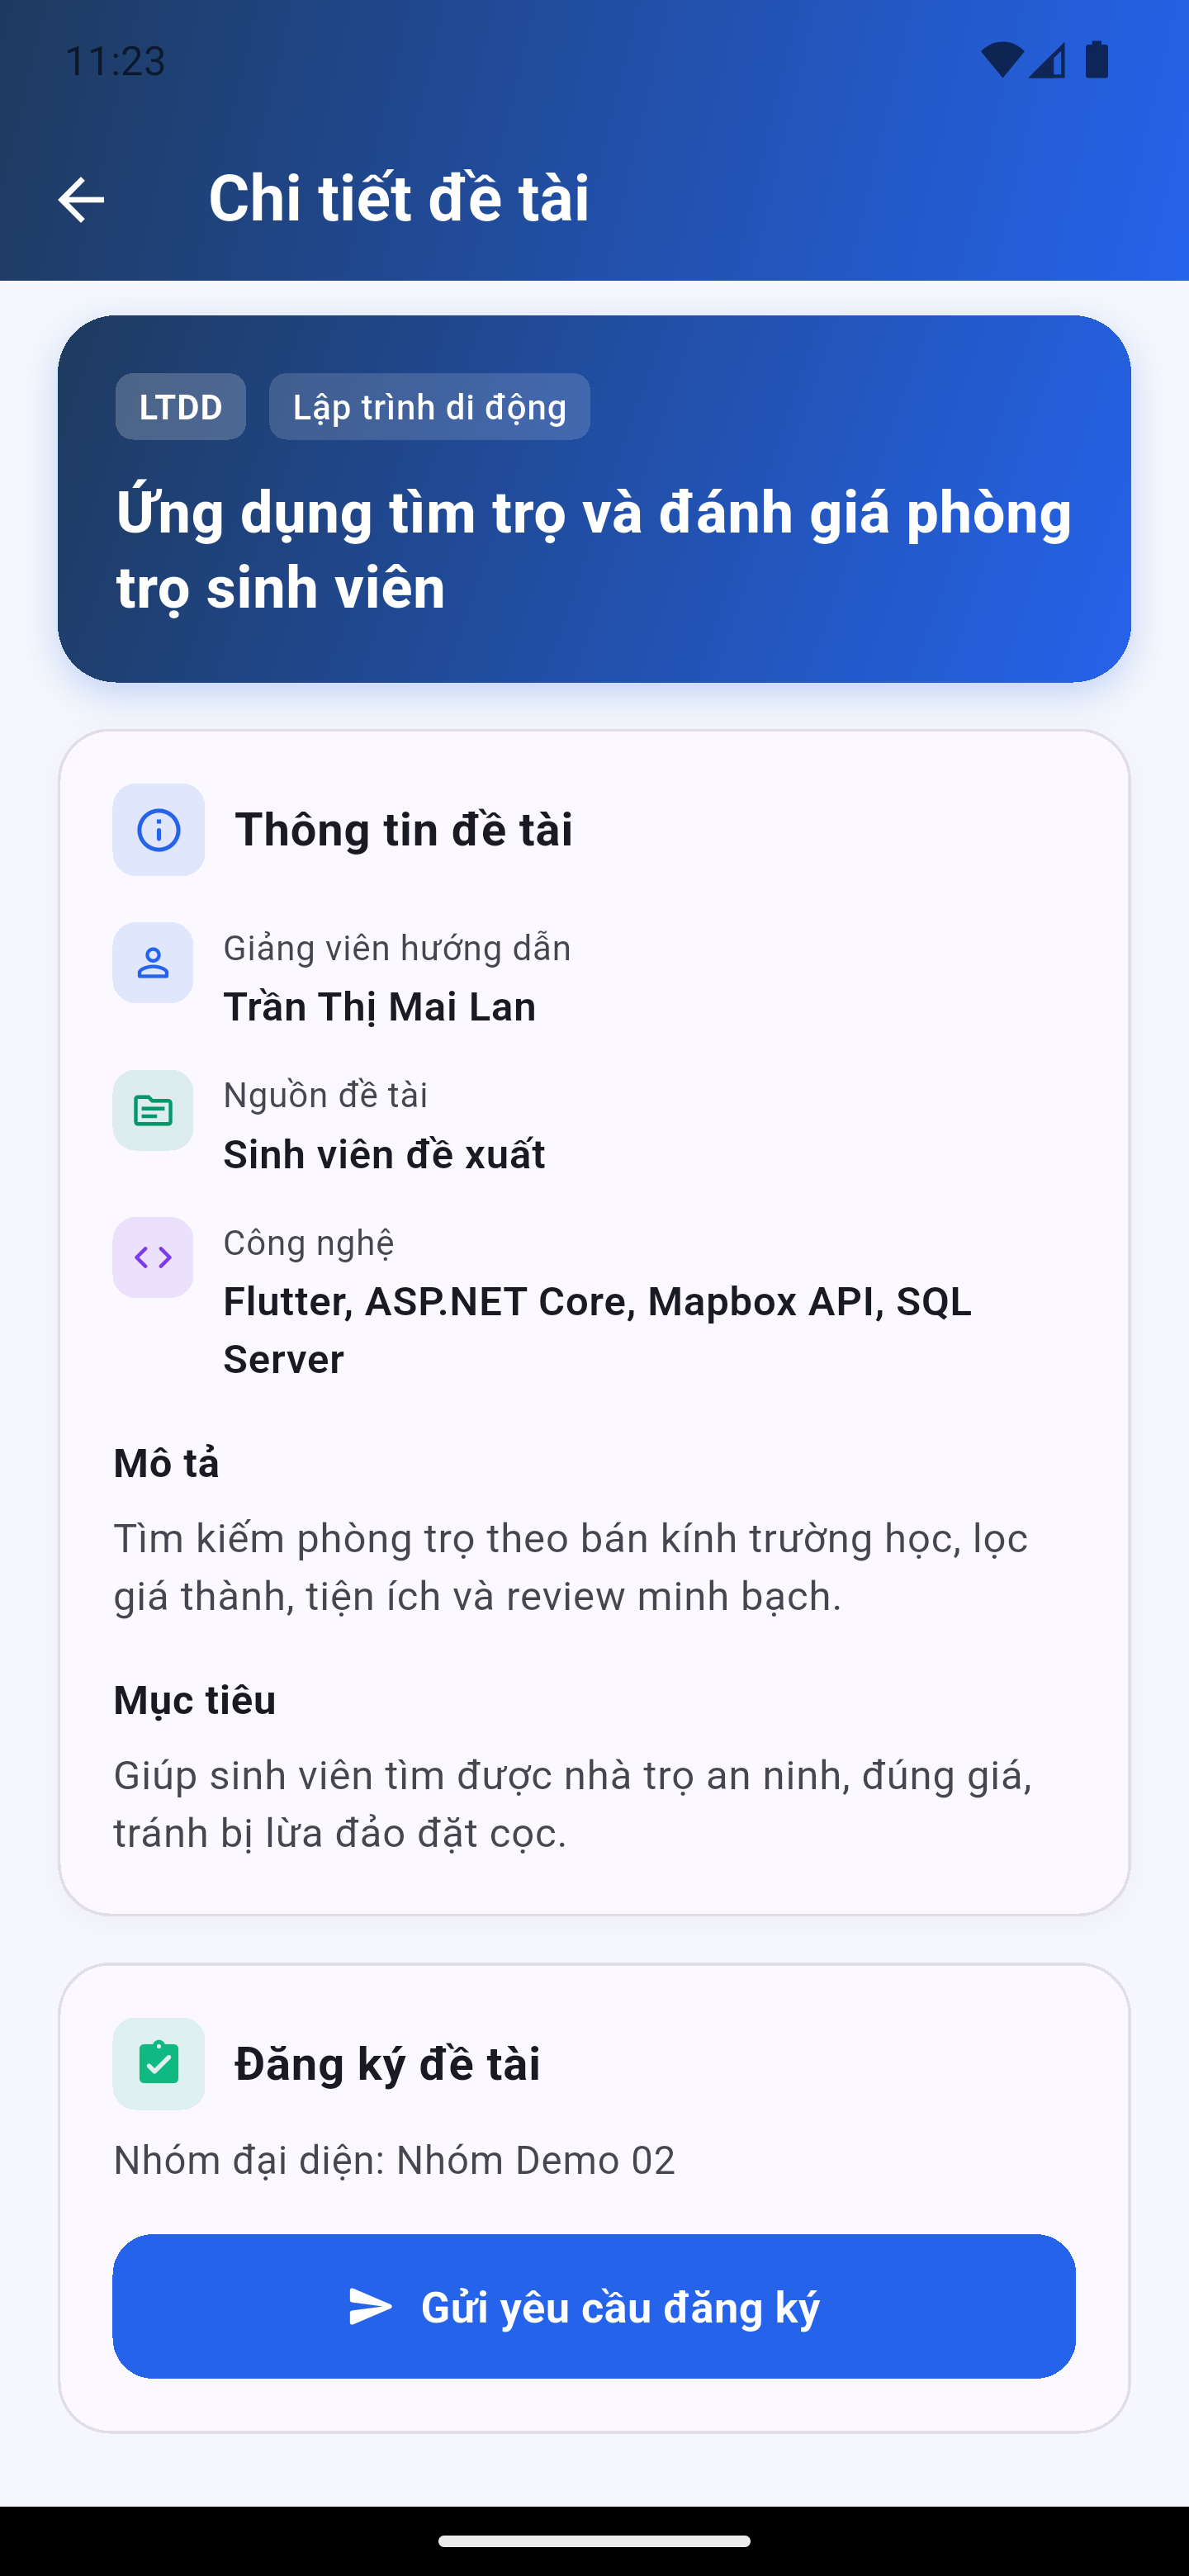 11:23
Chi tiết đề tài
LTDD
Lập trình di động
Ứng dụng tìm trọ và đánh giá phòng
trọ sinh viên
Thông tin đề tài
Giảng viên hướng dẫn
Trần Thị Mai Lan
Nguồn đề tài
Sinh viên đề xuất
Công nghệ
Flutter, ASP.NET Core, Mapbox API, SQL
Server
Mô tả
Tìm kiếm phòng trọ theo bán kính trường học, lọc
giá thành, tiện ích và review minh bạch.
Mục tiêu
Giúp sinh viên tìm được nhà trọ an ninh, đúng giá,
tránh bị lừa đảo đặt cọc.
Đăng ký đề tài
Nhóm đại diện: Nhóm Demo 02
Gửi yêu cầu đăng ký